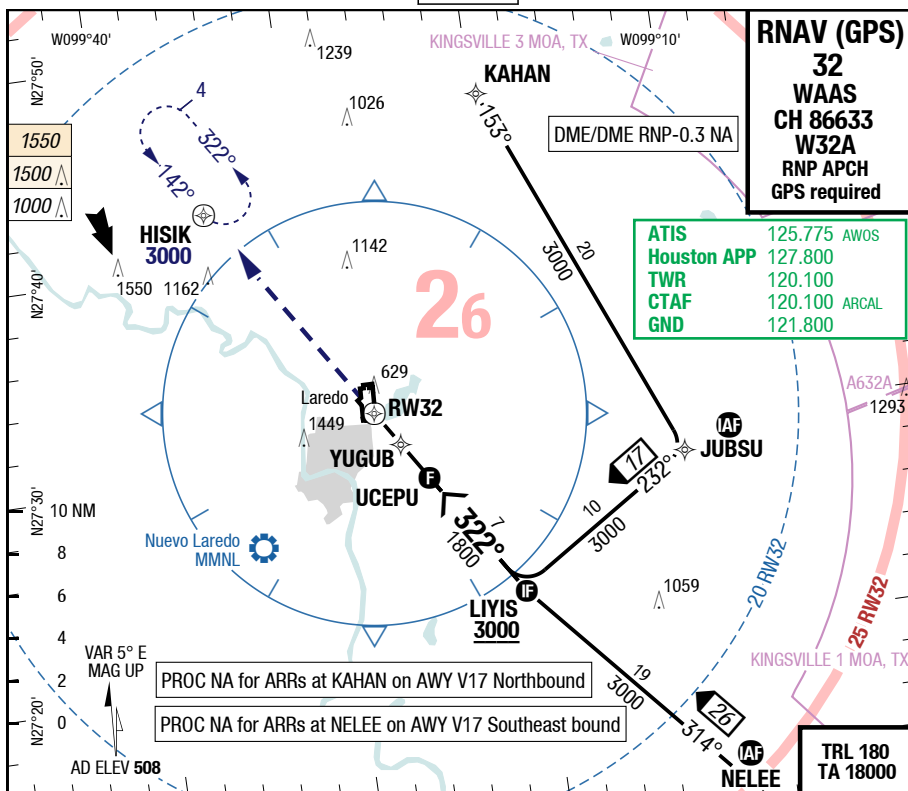 W099°40'
1239
KINGSVILLE 3 MOA, TX
W099°10'
RNAV (GPS)
32
WAAS
CH 86633
W32A
RNP APCH
GPS required
N27°50'
KAHAN
4
1026
153°
DME/DME RNP-0.3 NA
1550
1500
1000
322°
142°
HISIK
3000
ATIS 125.775 AWOS
Houston APP 127.800
TWR 120.100
CTAF 120.100 ARCAL
GND 121.800
20
3000
1142
1550
1162
N27°40'
26
629
Laredo
RW32
A632A
1293
1449
YUGUB
IAF
JUBSU
17
232°
UCEPU
F
N27°30'
10 NM
322°
7
1800
10
3000
Nuevo Laredo
MMNL
8
6
4
2
0
IF
LIYIS
3000
1059
20 RW32
25 RW32
KINGSVILLE 1 MOA, TX
VAR 5° E
MAG UP
PROC NA for ARRs at KAHAN on AWY V17 Northbound
19
3000
26
314°
N27°20'
PROC NA for ARRs at NELEE on AWY V17 Southeast bound
AD ELEV 508
IAF
NELEE
TRL 180
TA 18000